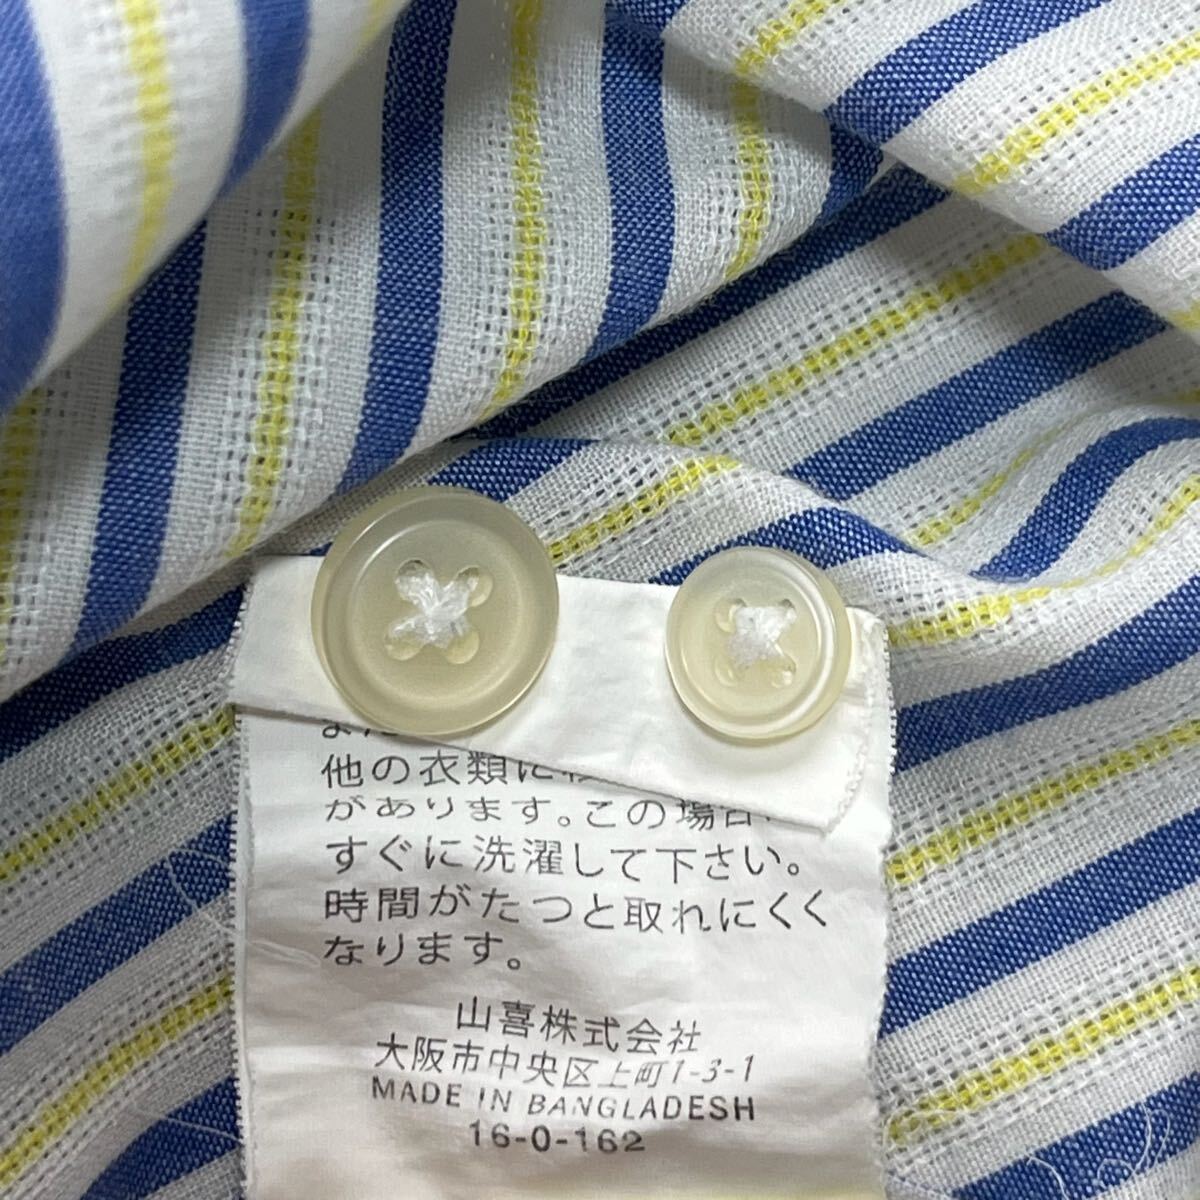 また
他の衣類に
があります。この場合
すぐに洗濯して下さい。
時間がたつと取れにくく
なります。
山喜株式会社
大阪市中央区上町1-3-1
MADE IN BANGLADESH
16-0-162